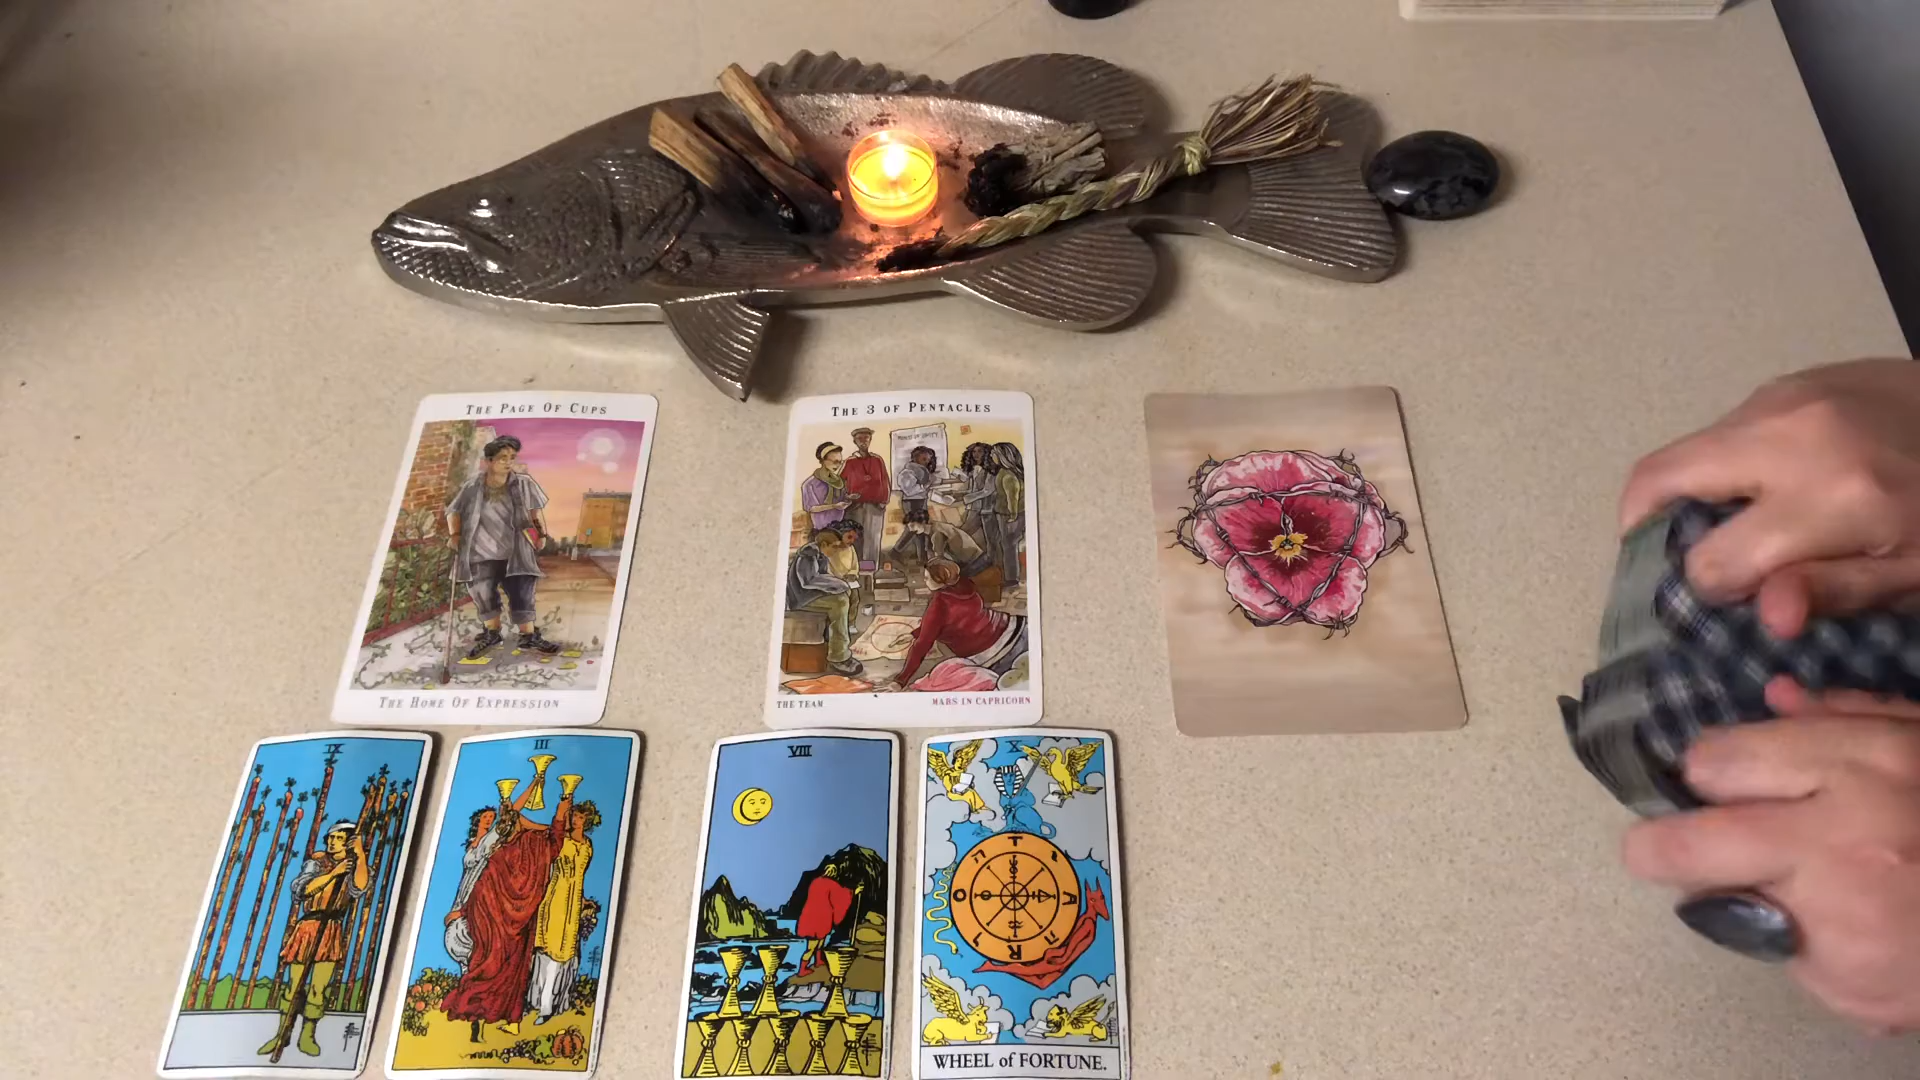 THE PAGE OF CUPS
THE 3 OF PENTACLES
THE HOME OF EXPRESSION
THE TEAM
MARS IN CAPRICORN
IX
III
VIII
X
T
A
R
O
WHEEL of FORTUNE.